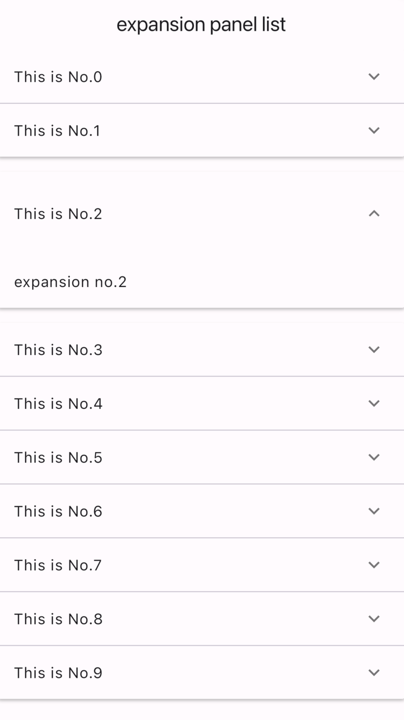 expansion panel list
This is No.0
This is No.1
This is No.2
expansion no.2
This is No.3
This is No.4
This is No.5
This is No.6
This is No.7
This is No.8
This is No.9